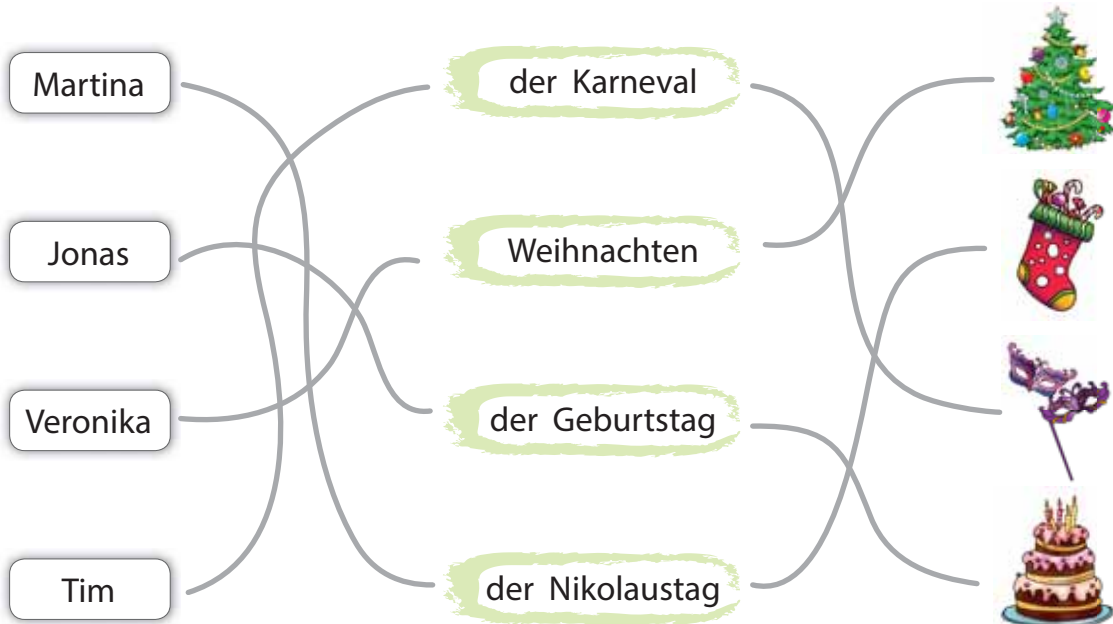 Martina
der Karneval
Jonas
Weihnachten
Veronika
der Geburtstag
Tim
der Nikolaustag